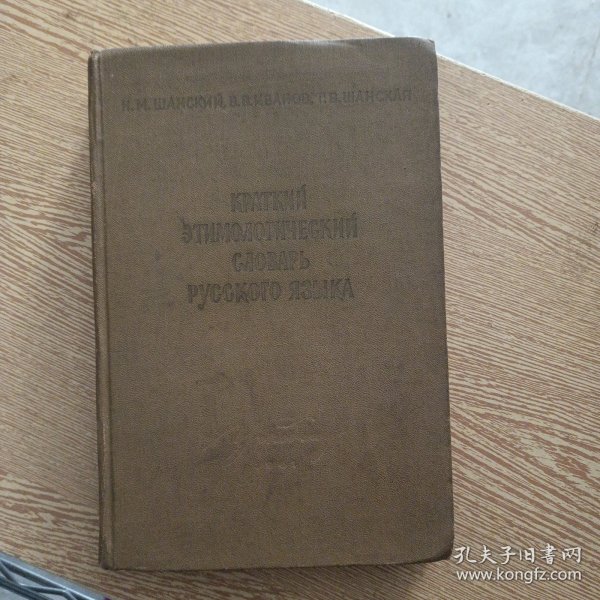 Н. М. ШАНСКИЙ, В. В. ИВАНОВ, Т. В. ШАНСКАЯ
КРАТКИЙ
ЭТИМОЛОГИЧЕСКИЙ
СЛОВАРЬ
РУССКОГО ЯЗЫКА
孔夫子旧书网
www.kongfz.com